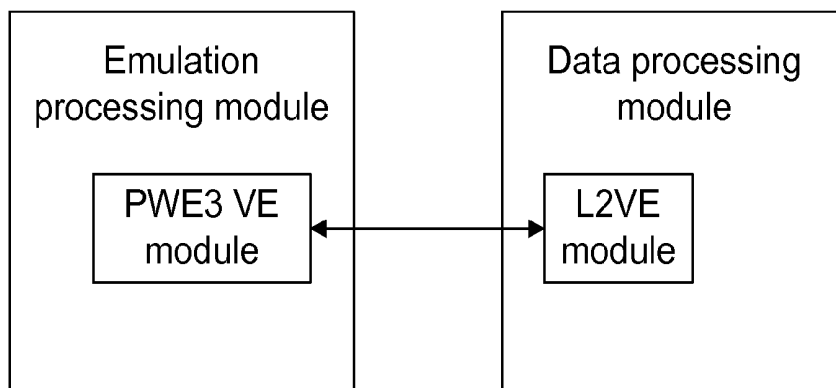 Emulation
processing module
PWE3 VE
module
Data processing
module
L2VE
module